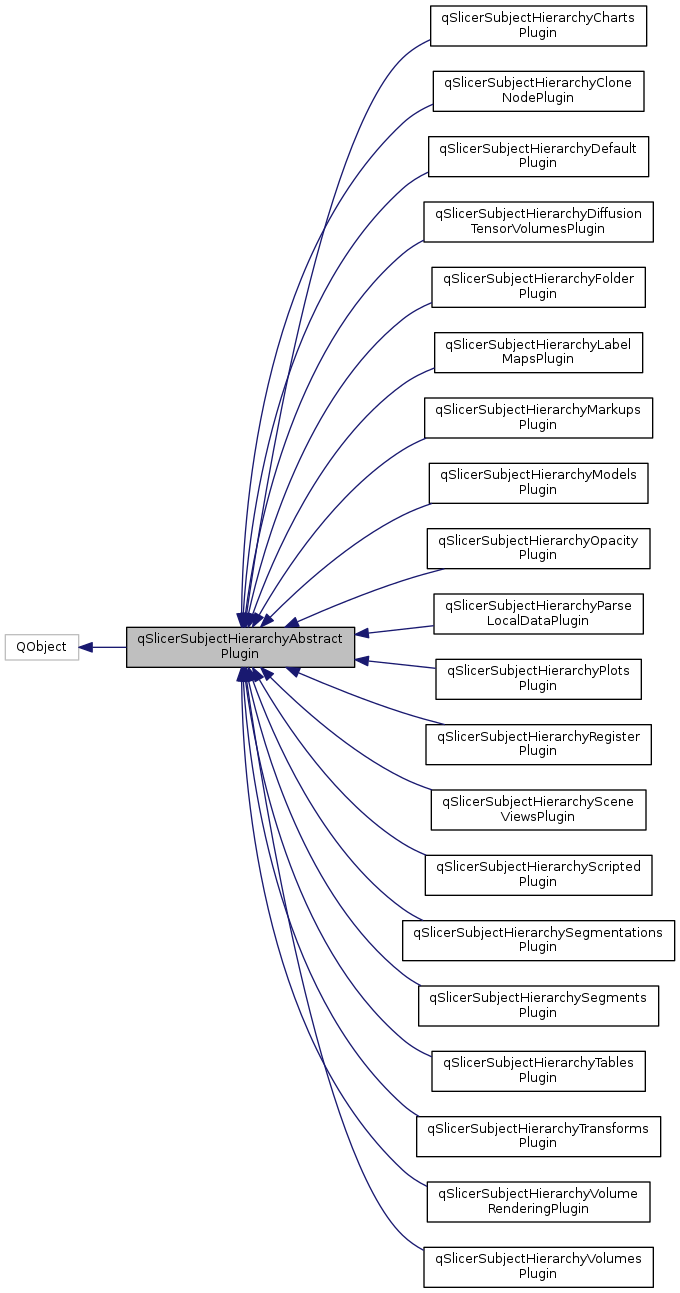 qSlicerSubjectHierarchyCharts
Plugin
qSlicerSubjectHierarchyClone
NodePlugin
qSlicerSubjectHierarchyDefault
Plugin
qSlicerSubjectHierarchyDiffusion
TensorVolumesPlugin
qSlicerSubjectHierarchyFolder
Plugin
qSlicerSubjectHierarchyLabel
MapsPlugin
qSlicerSubjectHierarchyMarkups
Plugin
qSlicerSubjectHierarchyModels
Plugin
qSlicerSubjectHierarchyOpacity
Plugin
qSlicerSubjectHierarchyParse
LocalDataPlugin
QObject
qSlicerSubjectHierarchyAbstract
Plugin
qSlicerSubjectHierarchyPlots
Plugin
qSlicerSubjectHierarchyRegister
Plugin
qSlicerSubjectHierarchyScene
ViewsPlugin
qSlicerSubjectHierarchyScripted
Plugin
qSlicerSubjectHierarchySegmentations
Plugin
qSlicerSubjectHierarchySegments
Plugin
qSlicerSubjectHierarchyTables
Plugin
qSlicerSubjectHierarchyTransforms
Plugin
qSlicerSubjectHierarchyVolume
RenderingPlugin
qSlicerSubjectHierarchyVolumes
Plugin